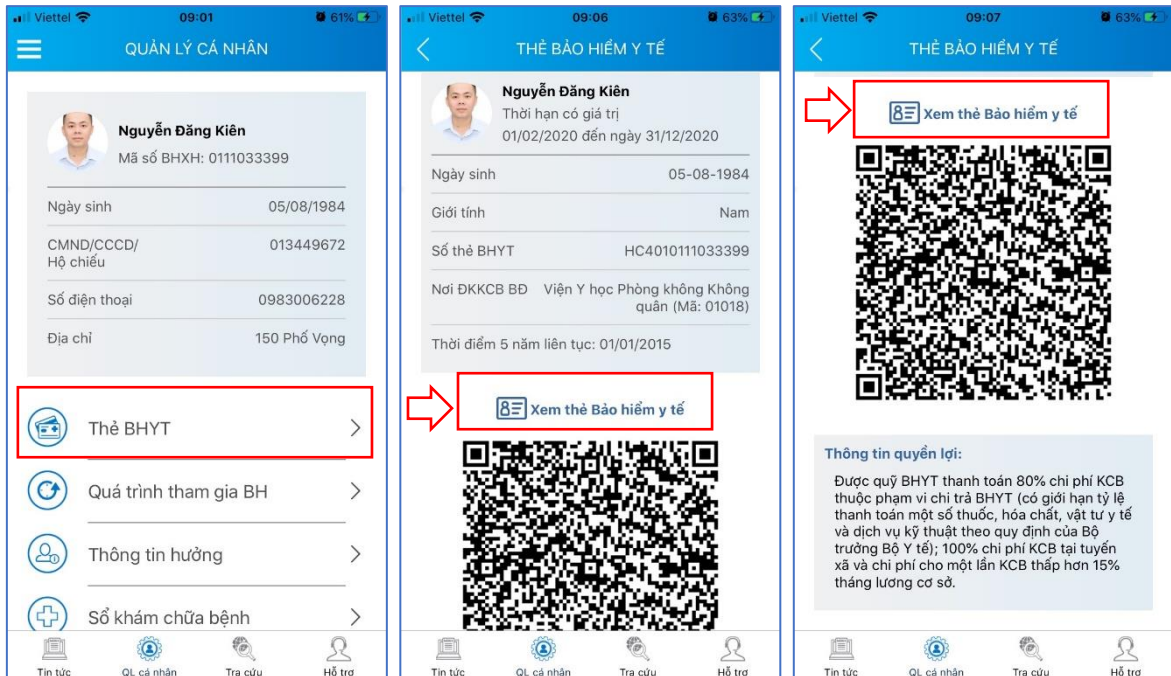 Viettel 09:01 61%
QUẢN LÝ CÁ NHÂN
Nguyễn Đăng Kiên
Mã số BHXH: 0111033399
Ngày sinh 05/08/1984
CMND/CCCD/ 013449672
Hộ chiếu
Số điện thoại 0983006228
Địa chỉ 150 Phố Vọng
Thẻ BHYT
Quá trình tham gia BH
Thông tin hưởng
Sổ khám chữa bệnh
Tin tức QL cá nhân Tra cứu Hỗ trợ
Viettel 09:06 63%
THẺ BẢO HIỂM Y TẾ
Nguyễn Đăng Kiên
Thời hạn có giá trị
01/02/2020 đến ngày 31/12/2020
Ngày sinh 05-08-1984
Giới tính Nam
Số thẻ BHYT HC4010111033399
Nơi ĐKKCB BĐ Viện Y học Phòng không Không
quân (Mã: 01018)
Thời điểm 5 năm liên tục: 01/01/2015
Xem thẻ Bảo hiểm y tế
Tin tức QL cá nhân Tra cứu Hỗ trợ
Viettel 09:07 63%
THẺ BẢO HIỂM Y TẾ
Xem thẻ Bảo hiểm y tế
Thông tin quyền lợi:
Được quỹ BHYT thanh toán 80% chi phí KCB
thuộc phạm vi chi trả BHYT (có giới hạn tỷ lệ
thanh toán một số thuốc, hóa chất, vật tư y tế
và dịch vụ kỹ thuật theo quy định của Bộ
trưởng Bộ Y tế); 100% chi phí KCB tại tuyến
xã và chi phí cho một lần KCB thấp hơn 15%
tháng lương cơ sở.
Tin tức QL cá nhân Tra cứu Hỗ trợ